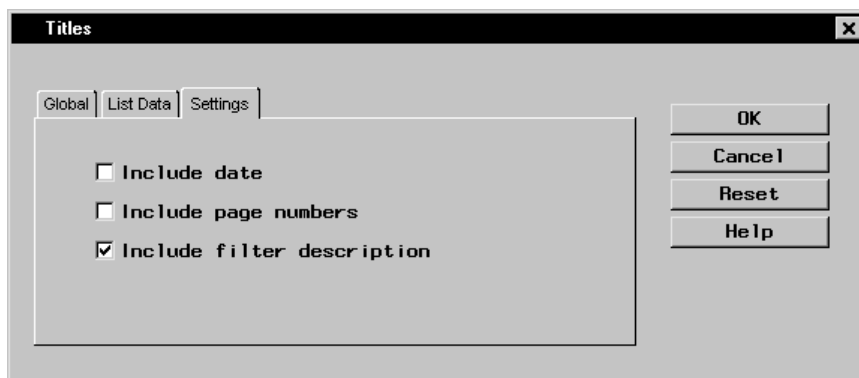 Titles
Global List Data Settings
Include date
Include page numbers
Include filter description
OK
Cancel
Reset
Help